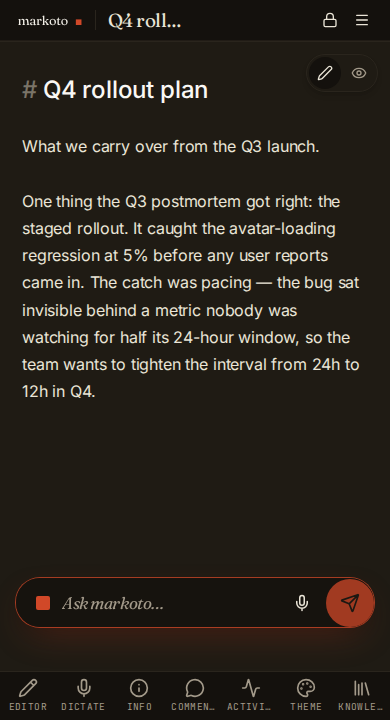 markoto
Q4 roll...
# Q4 rollout plan
What we carry over from the Q3 launch.
One thing the Q3 postmortem got right: the
staged rollout. It caught the avatar-loading
regression at 5% before any user reports
came in. The catch was pacing — the bug sat
invisible behind a metric nobody was
watching for half its 24-hour window, so the
team wants to tighten the interval from 24h to
12h in Q4.
Ask markoto...
EDITOR DICTATE INFO COMMEN… ACTIVI… THEME KNOWLE…